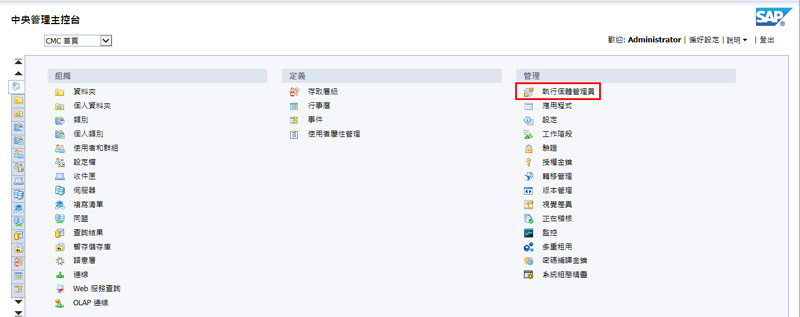 中央管理主控台
SAP
CMC 首頁
歡迎: Administrator | 偏好設定 | 說明 | 登出
組織
資料夾
個人資料夾
類別
個人類別
使用者和群組
設定檔
收件匣
伺服器
複寫清單
同盟
查詢結果
暫存儲存庫
語意層
連線
Web 服務查詢
OLAP 連線
定義
存取層級
行事曆
事件
使用者屬性管理
管理
執行個體管理員
應用程式
設定
工作階段
驗證
授權金鑰
轉移管理
版本管理
視覺差異
正在稽核
監控
多重租用
密碼編譯金鑰
系統組態精靈